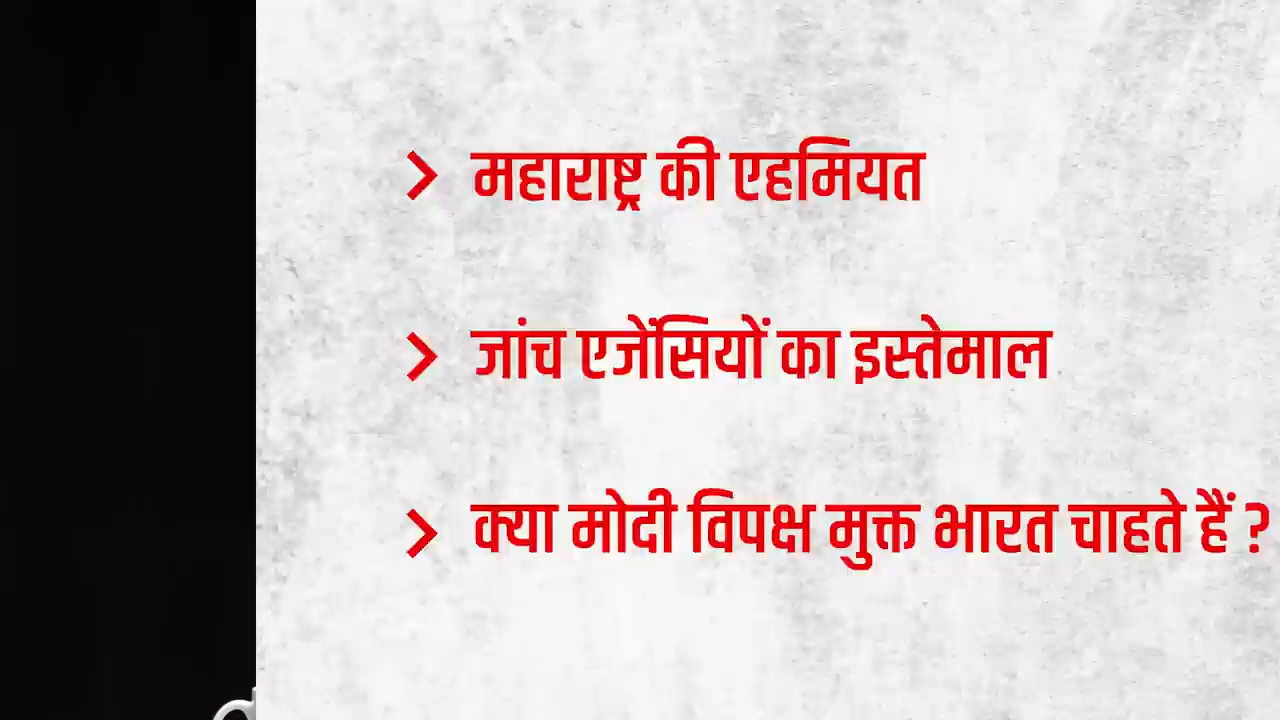 महाराष्ट्र की एहमियत
जांच एजेंसियों का इस्तेमाल
क्या मोदी विपक्ष मुक्त भारत चाहते हैं ?